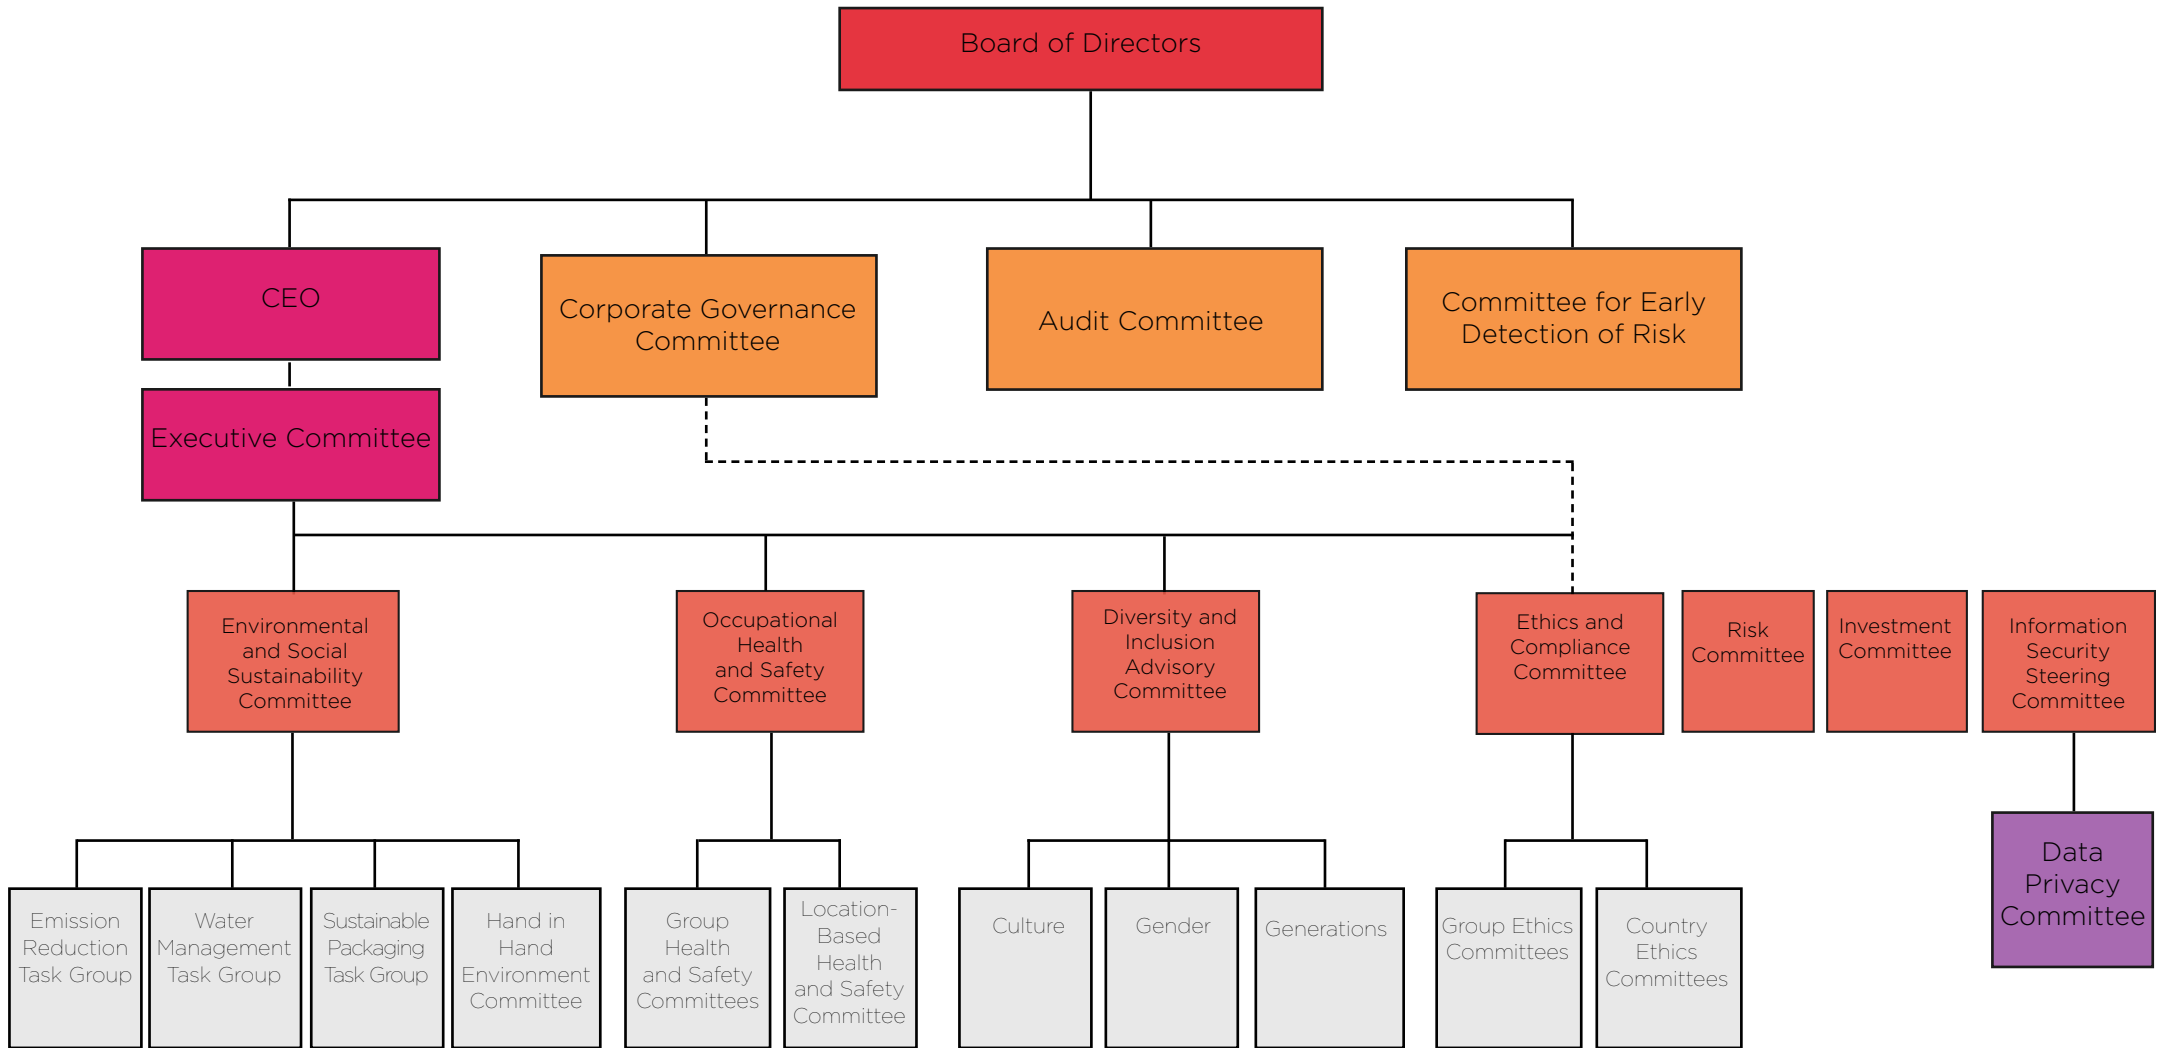 Board of Directors
CEO
Corporate Governance
Committee
Audit Committee
Committee for Early
Detection of Risk
Executive Committee
Environmental
and Social
Sustainability
Committee
Occupational
Health
and Safety
Committee
Diversity and
Inclusion
Advisory
Committee
Ethics and
Compliance
Committee
Risk
Committee
Investment
Committee
Information
Security
Steering
Committee
Emission
Reduction
Task Group
Water
Management
Task Group
Sustainable
Packaging
Task Group
Hand in
Hand
Environment
Committee
Group
Health
and Safety
Committees
Location-
Based
Health
and Safety
Committee
Culture
Gender
Generations
Group Ethics
Committees
Country
Ethics
Committees
Data
Privacy
Committee